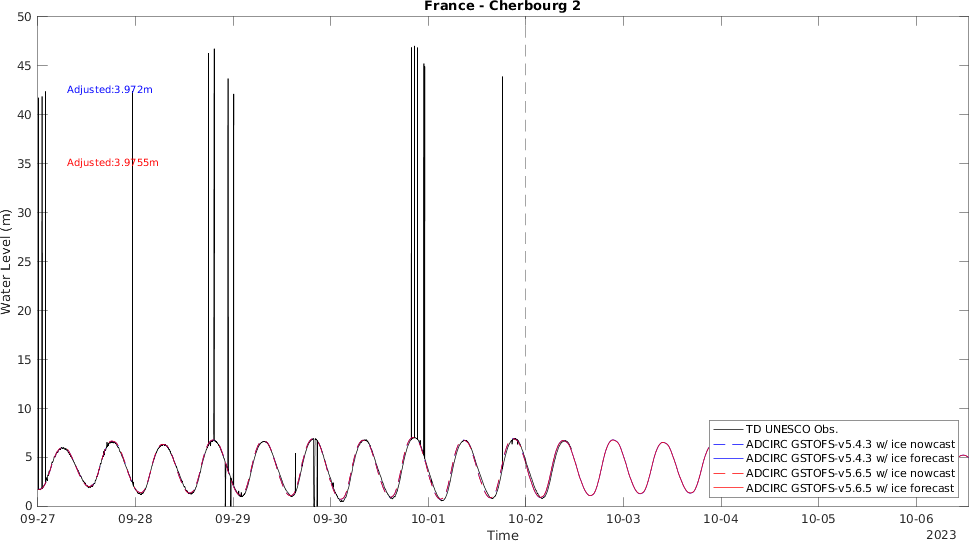 France - Cherbourg 2
50
45
40
35
30
25
20
15
10
5
0
Water Level (m)
Adjusted:3.972m
Adjusted:3.9755m
TD UNESCO Obs.
ADCIRC GSTOFS-v5.4.3 w/ ice nowcast
ADCIRC GSTOFS-v5.4.3 w/ ice forecast
ADCIRC GSTOFS-v5.6.5 w/ ice nowcast
ADCIRC GSTOFS-v5.6.5 w/ ice forecast
09-27 09-28 09-29 09-30 10-01 10-02 10-03 10-04 10-05 10-06
Time
2023